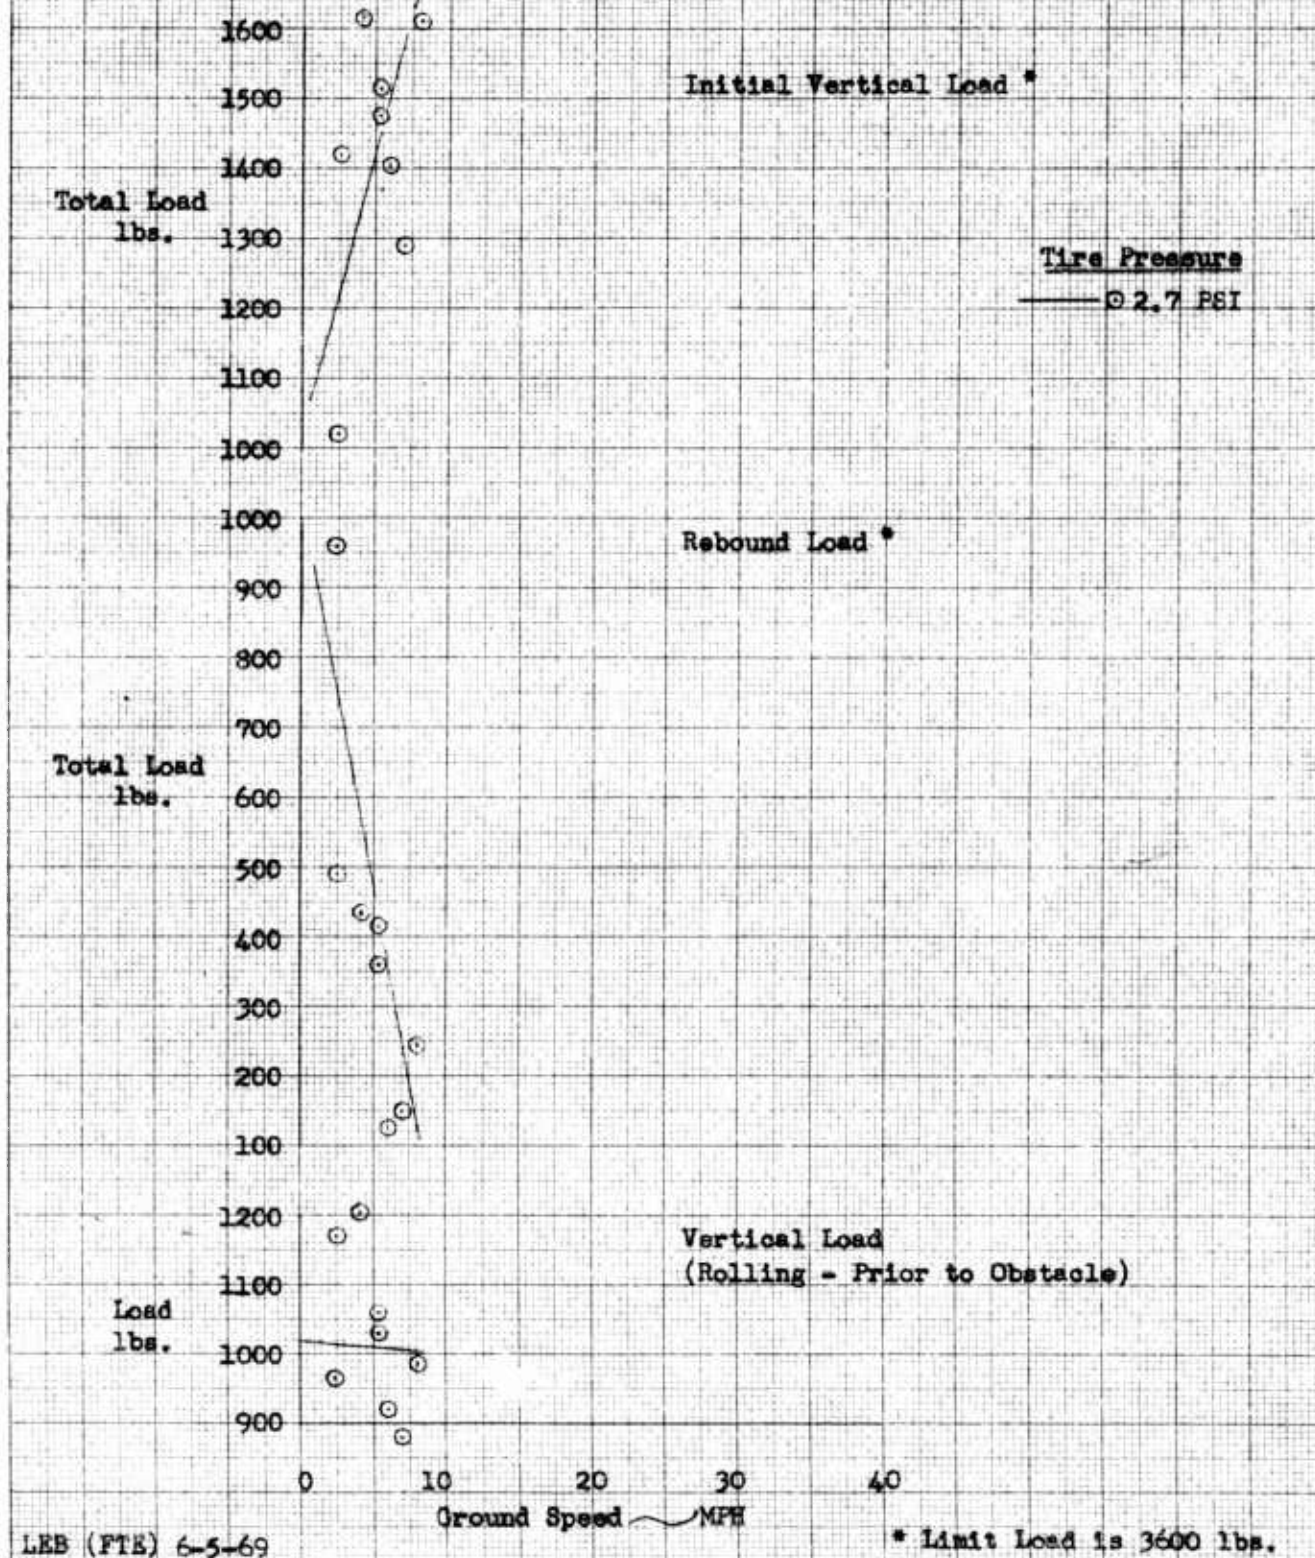 1600
Initial Vertical Load *
1500
1400
Total Load
lbs.
1300
Tire Pressure
2.7 PSI
1200
1100
1000
1000
Rebound Load *
900
800
700
Total Load
lbs.
600
500
400
300
200
100
1200
Vertical Load
(Rolling - Prior to Obstacle)
1100
Load
lbs.
1000
900
0 10 20 30 40
Ground Speed ~ MPH
LEB (FTE) 6-5-69
* Limit Load is 3600 lbs.